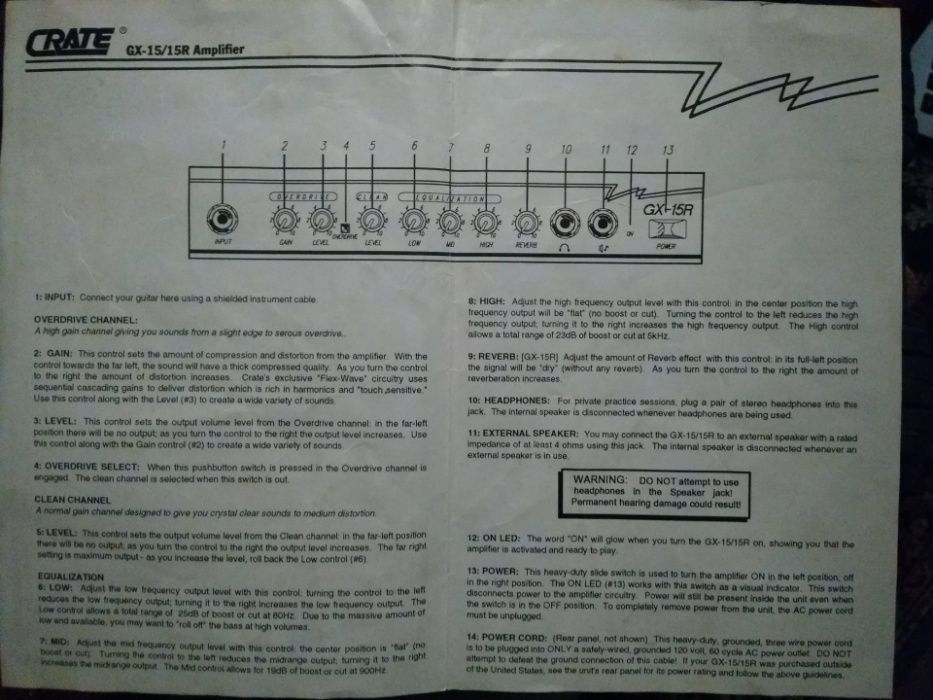 CRATE ® GX-15/15R Amplifier
1 2 3 4 5 6 7 8 9 10 11 12 13
OVERDRIVE CLEAN EQUALIZATION
GX-15R
INPUT GAIN LEVEL OVERDRIVE LEVEL LOW MID HIGH REVERB ON POWER
1: INPUT: Connect your guitar here using a shielded instrument cable.
OVERDRIVE CHANNEL:
A high gain channel giving you sounds from a slight edge to serous overdrive..
2: GAIN: This control sets the amount of compression and distortion from the amplifier. With the
control towards the far left, the sound will have a thick compressed quality. As you turn the control
to the right the amount of distortion increases. Crate's exclusive "Flex-Wave" circuitry uses
sequential cascading gains to deliver distortion which is rich in harmonics and "touch sensitive."
Use this control along with the Level (#3) to create a wide variety of sounds.
3: LEVEL: This control sets the output volume level from the Overdrive channel: in the far-left
position there will be no output; as you turn the control to the right the output level increases. Use
this control along with the Gain control (#2) to create a wide variety of sounds.
4: OVERDRIVE SELECT: When this pushbutton switch is pressed in the Overdrive channel is
engaged. The clean channel is selected when this switch is out.
CLEAN CHANNEL
A normal gain channel designed to give you crystal clear sounds to medium distortion.
5: LEVEL: This control sets the output volume level from the Clean channel: in the far-left position
there will be no output; as you turn the control to the right the output level increases. The far right
setting is maximum output - as you increase the level, roll back the Low control (#6).
EQUALIZATION
6: LOW: Adjust the low frequency output level with this control: turning the control to the left
reduces the low frequency output; turning it to the right increases the low frequency output. The
Low control allows a total range of 25dB of boost or cut at 80Hz. Due to the massive amount of
low end available, you may want to "roll off" the bass at high volumes.
7: MID: Adjust the mid frequency output level with this control: the center position is "flat" (no
boost or cut). Turning the control to the left reduces the midrange output; turning it to the right
increases the midrange output. The Mid control allows for 19dB of boost or cut at 900Hz.
8: HIGH: Adjust the high frequency output level with this control: in the center position the high
frequency output will be "flat" (no boost or cut). Turning the control to the left reduces the high
frequency output; turning it to the right increases the high frequency output. The High control
allows a total range of 23dB of boost or cut at 5kHz.
9: REVERB: [GX-15R] Adjust the amount of Reverb effect with this control: in its full-left position
the signal will be "dry" (without any reverb). As you turn the control to the right the amount of
reverberation increases.
10: HEADPHONES: For private practice sessions, plug a pair of stereo headphones into this
jack. The internal speaker is disconnected whenever headphones are being used.
11: EXTERNAL SPEAKER: You may connect the GX-15/15R to an external speaker with a rated
impedance of at least 4 ohms using this jack. The internal speaker is disconnected whenever an
external speaker is in use.
WARNING: DO NOT attempt to use
headphones in the Speaker jack!
Permanent hearing damage could result!
12: ON LED: The word "ON" will glow when you turn the GX-15/15R on, showing you that the
amplifier is activated and ready to play.
13: POWER: This heavy-duty slide switch is used to turn the amplifier ON in the left position, off
in the right position. The ON LED (#13) works with this switch as a visual indicator. This switch
disconnects power to the amplifier circuitry. Power will still be present inside the unit even when
the switch is in the OFF position. To completely remove power from the unit, the AC power cord
must be unplugged.
14: POWER CORD: (Rear panel, not shown) This heavy-duty, grounded, three wire power cord
is to be plugged into ONLY a safely-wired, grounded 120 volt, 60 cycle AC power outlet. DO NOT
attempt to defeat the ground connection of this cable! If your GX-15/15R was purchased outside
of the United States, see the unit's rear panel for its power rating and follow the above guidelines.